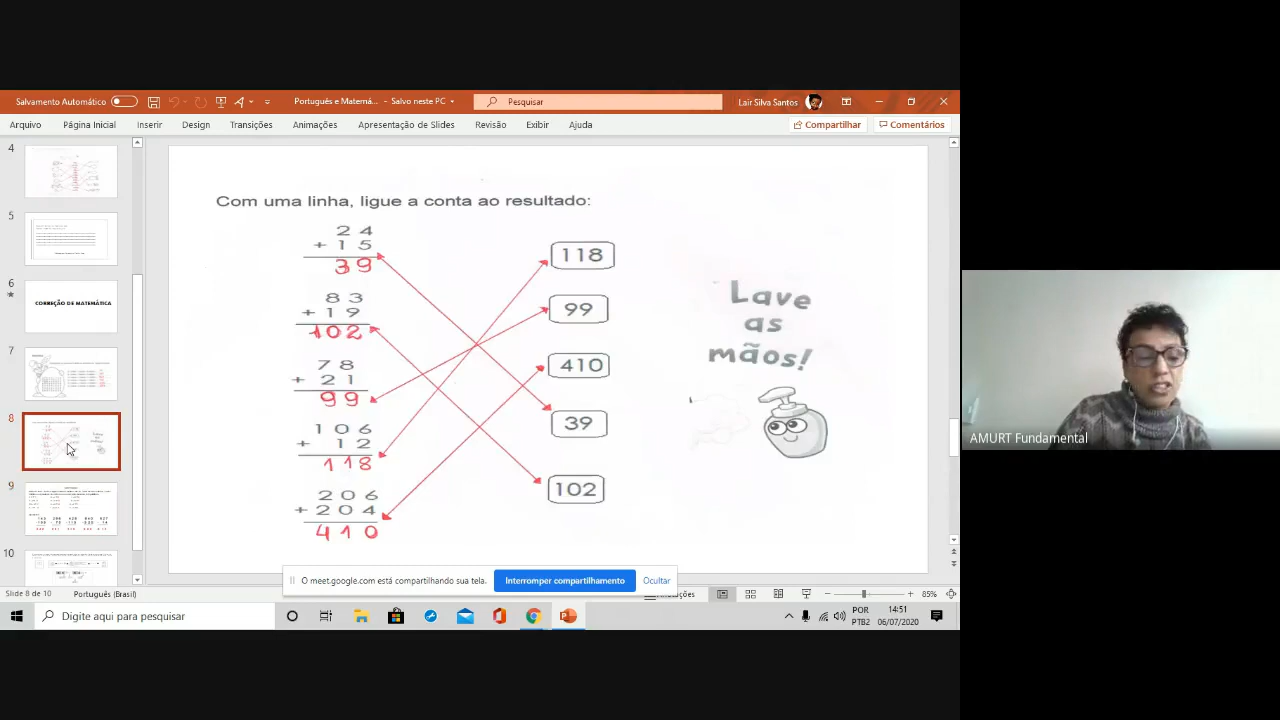 Salvamento Automático
Português e Matemá... - Salvo neste PC
Pesquisar
Lair Silva Santos
Arquivo Página Inicial Inserir Design Transições Animações Apresentação de Slides Revisão Exibir Ajuda
Compartilhar Comentários
4
5
6
CORREÇÃO DE MATEMÁTICA
7
8
9
10
Com uma linha, ligue a conta ao resultado:
24
+ 15
39
83
+ 19
102
78
+ 21
99
106
+ 12
118
206
+ 204
410
118
99
410
39
102
Lave
as
mãos!
AMURT Fundamental
O meet.google.com está compartilhando sua tela. Interromper compartilhamento Ocultar
Slide 8 de 10 Português (Brasil)
85%
Digite aqui para pesquisar
POR
PTB2
14:51
06/07/2020